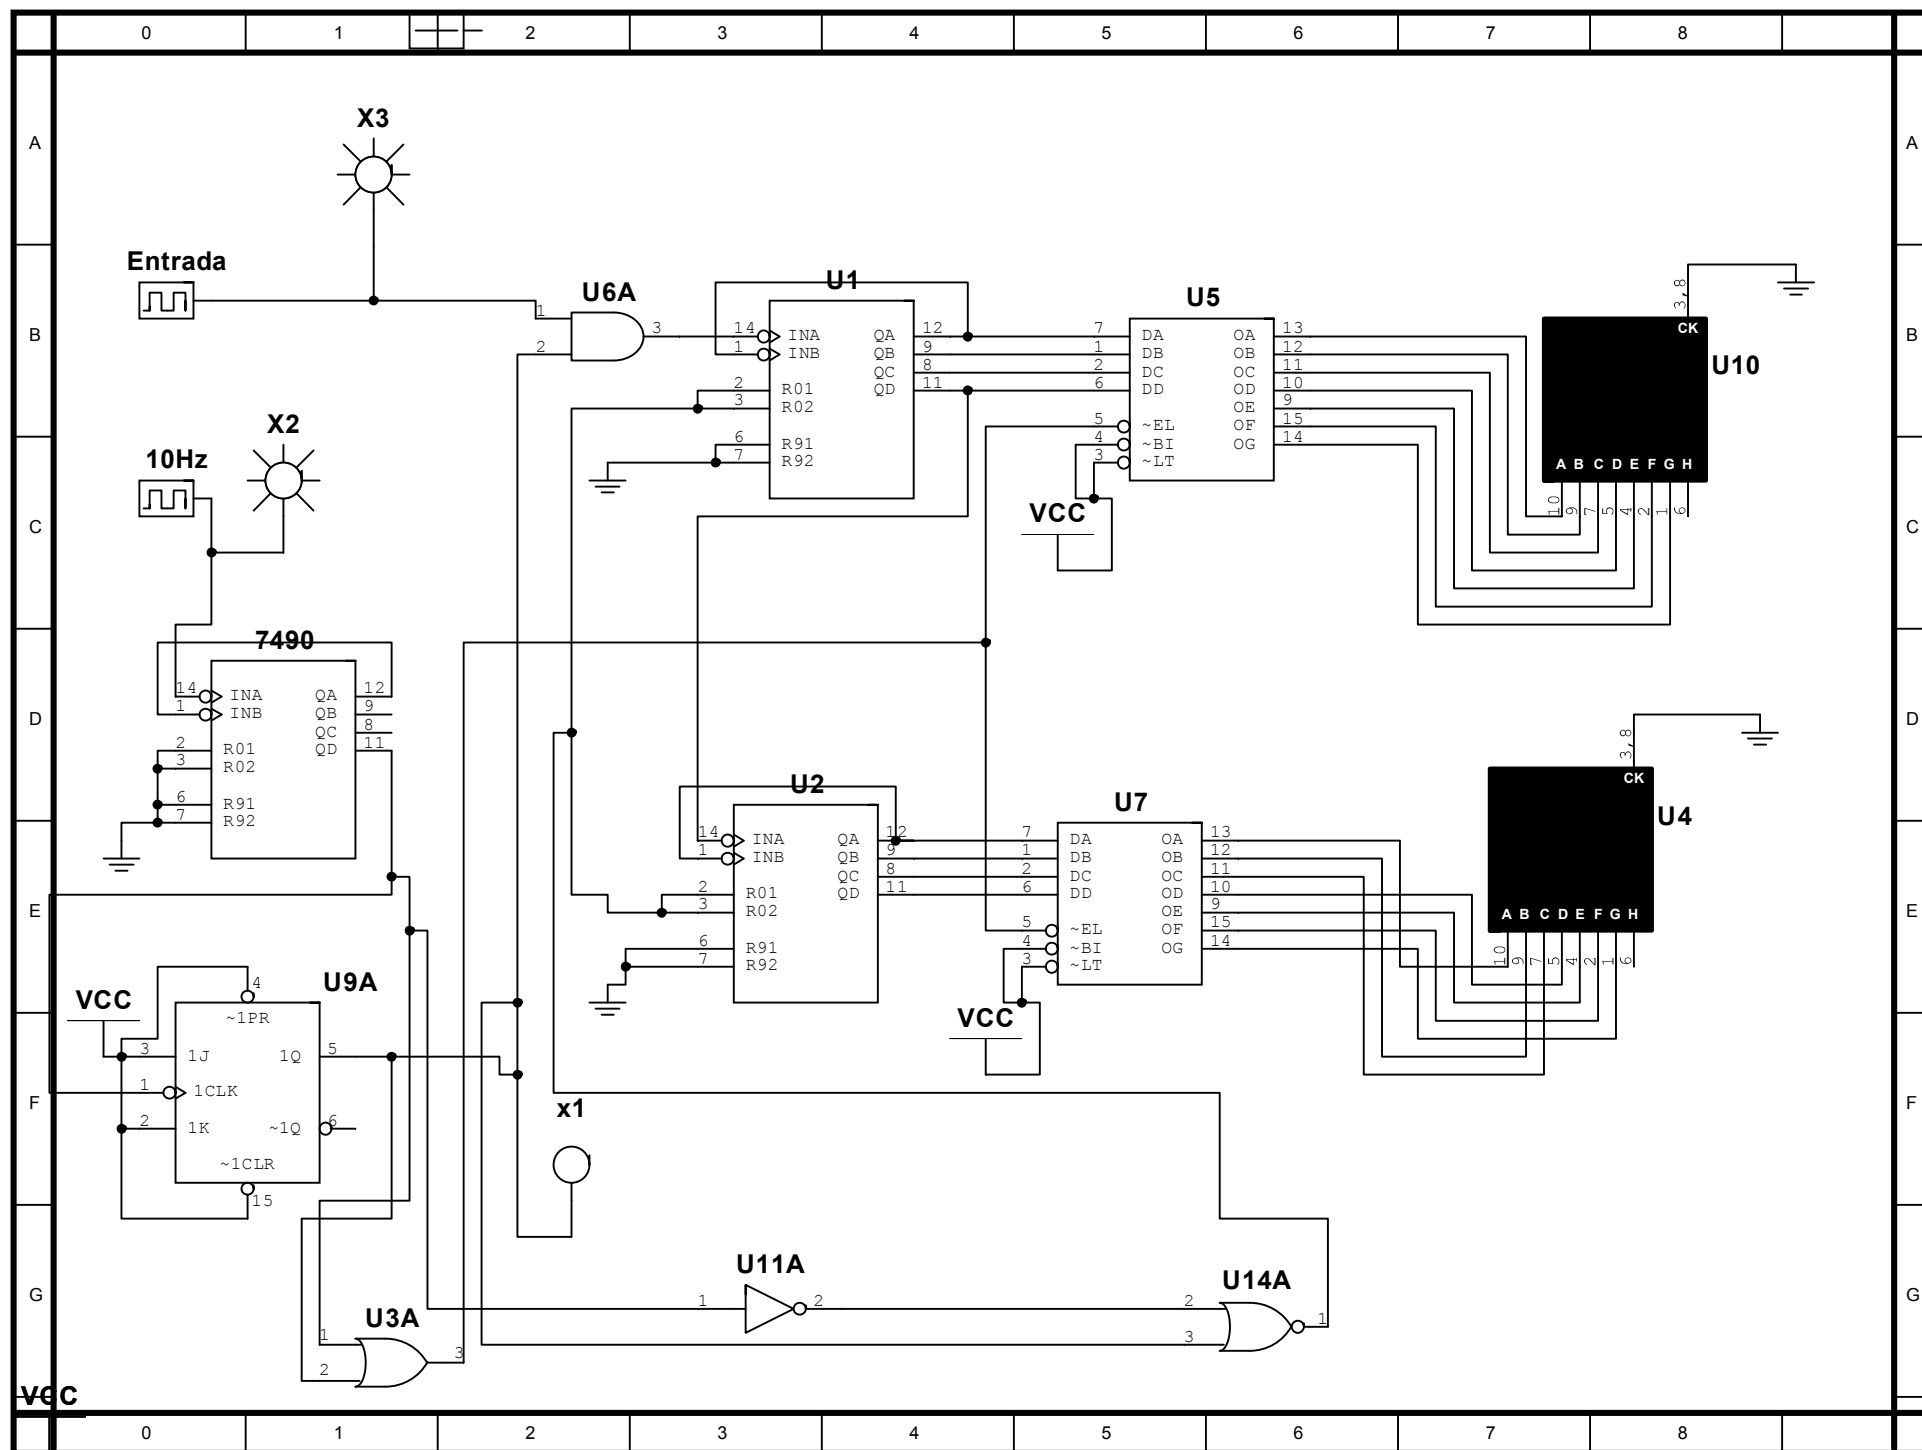 0 1 2 3 4 5 6 7 8
A A
X3
Entrada
U6A
1
2
3
U1
14 INA QA 12
1 INB QB 9
QC 8
2 R01 QD 11
3 R02
6 R91
7 R92
U5
7 DA OA 13
1 DB OB 12
2 DC OC 11
6 DD OD 10
OE 9
5 ~EL OF 15
4 ~BI OG 14
3 ~LT
VCC
3,8
CK
U10
A B C D E F G H
10 9 7 5 4 2 1 6
B B
X2
10Hz
C C
7490
14 INA QA 12
1 INB QB 9
QC 8
2 R01 QD 11
3 R02
6 R91
7 R92
D D
U2
14 INA QA 12
1 INB QB 9
QC 8
2 R01 QD 11
3 R02
6 R91
7 R92
U7
7 DA OA 13
1 DB OB 12
2 DC OC 11
6 DD OD 10
OE 9
5 ~EL OF 15
4 ~BI OG 14
3 ~LT
VCC
3,8
CK
U4
A B C D E F G H
10 9 7 5 4 2 1 6
E E
U9A
VCC
4
~1PR
3 1J 1Q 5
1 1CLK
2 1K ~1Q 6
~1CLR
15
F F
x1
U11A
1 2
U14A
2
3
1
G G
U3A
1
2
3
VCC
0 1 2 3 4 5 6 7 8